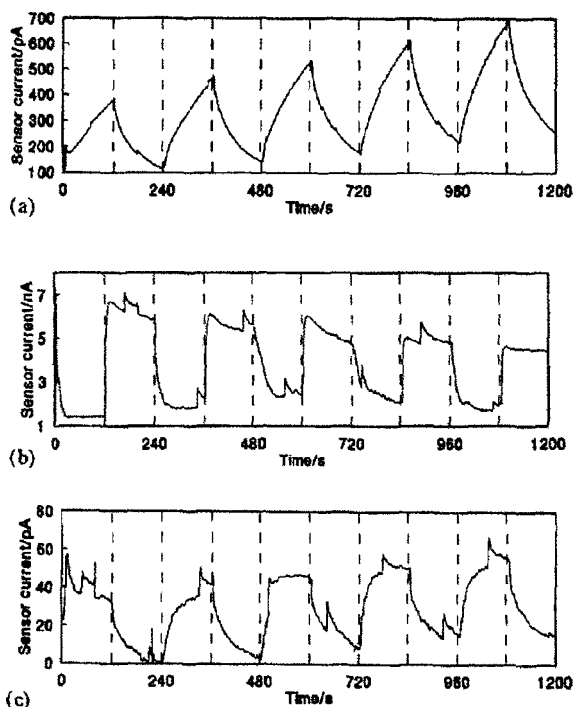 700
600
500
400
300
200
100
Sensor current/pA
0 240 480 720 960 1200
Time/s
(a)
7
5
3
1
Sensor current/nA
0 240 480 720 960 1200
Time/s
(b)
80
60
40
20
0
Sensor current/pA
0 240 480 720 960 1200
Time/s
(c)